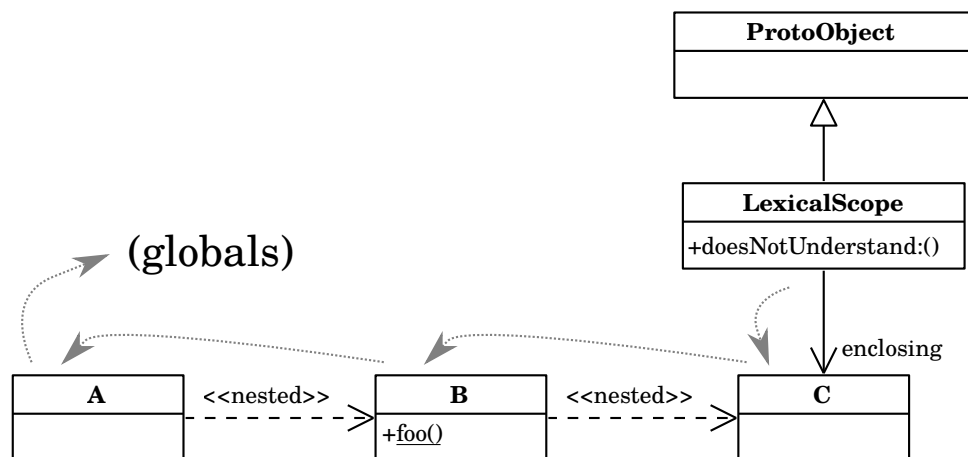 ProtoObject
LexicalScope
+doesNotUnderstand:()
(globals)
enclosing
A
<<nested>>
B
<<nested>>
C
+foo()